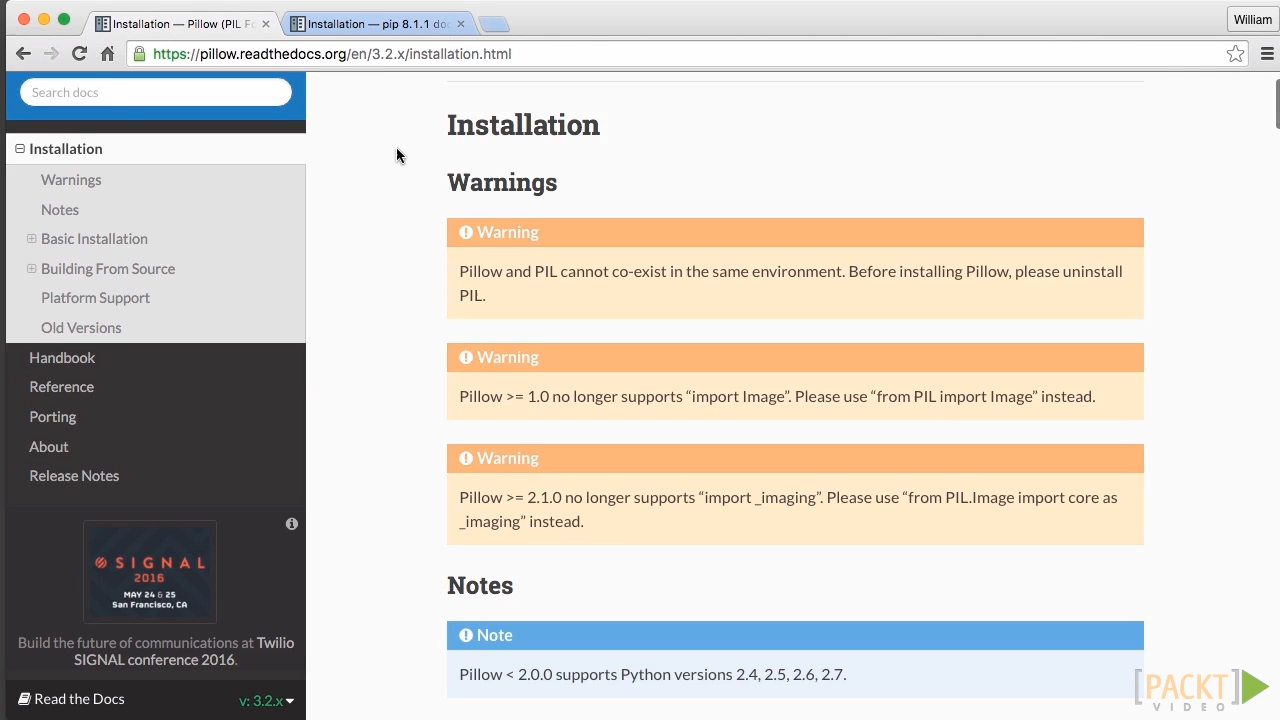 Installation — Pillow (PIL Fo
Installation — pip 8.1.1 doc
William
https://pillow.readthedocs.org/en/3.2.x/installation.html
Search docs
Installation
Warnings
Notes
Basic Installation
Building From Source
Platform Support
Old Versions
Handbook
Reference
Porting
About
Release Notes
SIGNAL
2016
MAY 24 & 25
San Francisco, CA
Build the future of communications at Twilio
SIGNAL conference 2016.
Read the Docs
v: 3.2.x
Installation
Warnings
Warning
Pillow and PIL cannot co-exist in the same environment. Before installing Pillow, please uninstall
PIL.
Warning
Pillow >= 1.0 no longer supports “import Image”. Please use “from PIL import Image” instead.
Warning
Pillow >= 2.1.0 no longer supports “import _imaging”. Please use “from PIL.Image import core as
_imaging” instead.
Notes
Note
Pillow < 2.0.0 supports Python versions 2.4, 2.5, 2.6, 2.7.
[PACKT]
VIDEO